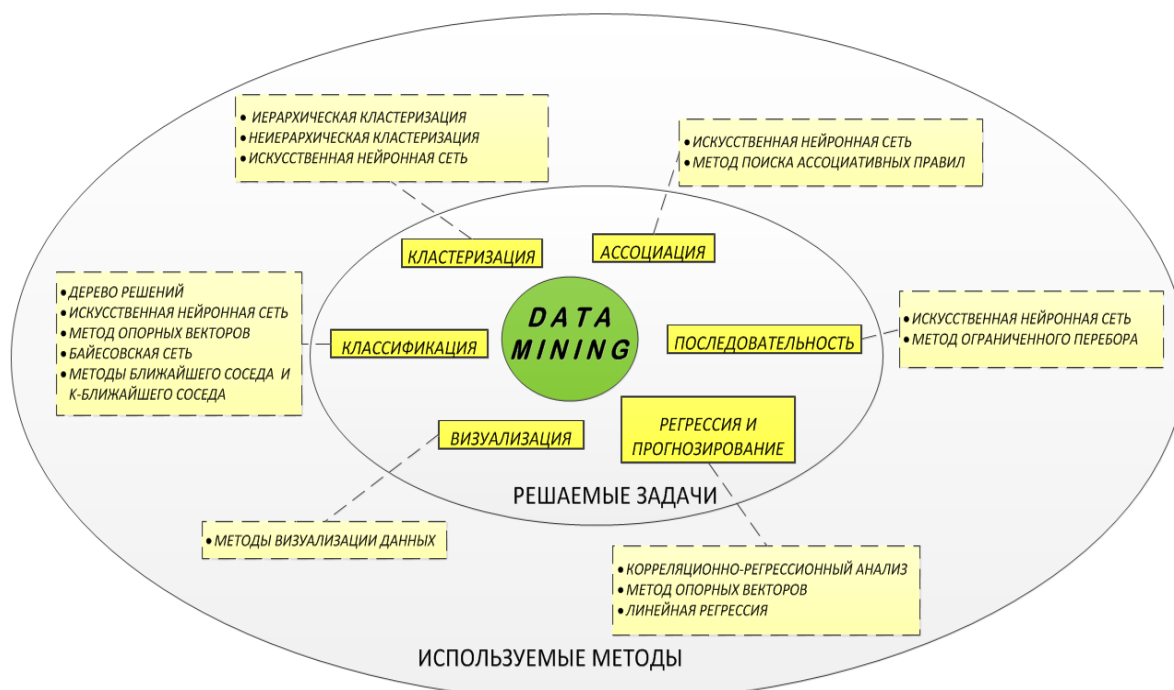 • ИЕРАРХИЧЕСКАЯ КЛАСТЕРИЗАЦИЯ
• НЕИЕРАРХИЧЕСКАЯ КЛАСТЕРИЗАЦИЯ
• ИСКУССТВЕННАЯ НЕЙРОННАЯ СЕТЬ
• ИСКУССТВЕННАЯ НЕЙРОННАЯ СЕТЬ
• МЕТОД ПОИСКА АССОЦИАТИВНЫХ ПРАВИЛ
КЛАСТЕРИЗАЦИЯ
АССОЦИАЦИЯ
• ДЕРЕВО РЕШЕНИЙ
• ИСКУССТВЕННАЯ НЕЙРОННАЯ СЕТЬ
• МЕТОД ОПОРНЫХ ВЕКТОРОВ
• БАЙЕСОВСКАЯ СЕТЬ
• МЕТОДЫ БЛИЖАЙШЕГО СОСЕДА И
К-БЛИЖАЙШЕГО СОСЕДА
КЛАССИФИКАЦИЯ
DATA
MINING
ПОСЛЕДОВАТЕЛЬНОСТЬ
• ИСКУССТВЕННАЯ НЕЙРОННАЯ СЕТЬ
• МЕТОД ОГРАНИЧЕННОГО ПЕРЕБОРА
ВИЗУАЛИЗАЦИЯ
РЕГРЕССИЯ И
ПРОГНОЗИРОВАНИЕ
РЕШАЕМЫЕ ЗАДАЧИ
• МЕТОДЫ ВИЗУАЛИЗАЦИИ ДАННЫХ
• КОРРЕЛЯЦИОННО-РЕГРЕССИОННЫЙ АНАЛИЗ
• МЕТОД ОПОРНЫХ ВЕКТОРОВ
• ЛИНЕЙНАЯ РЕГРЕССИЯ
ИСПОЛЬЗУЕМЫЕ МЕТОДЫ